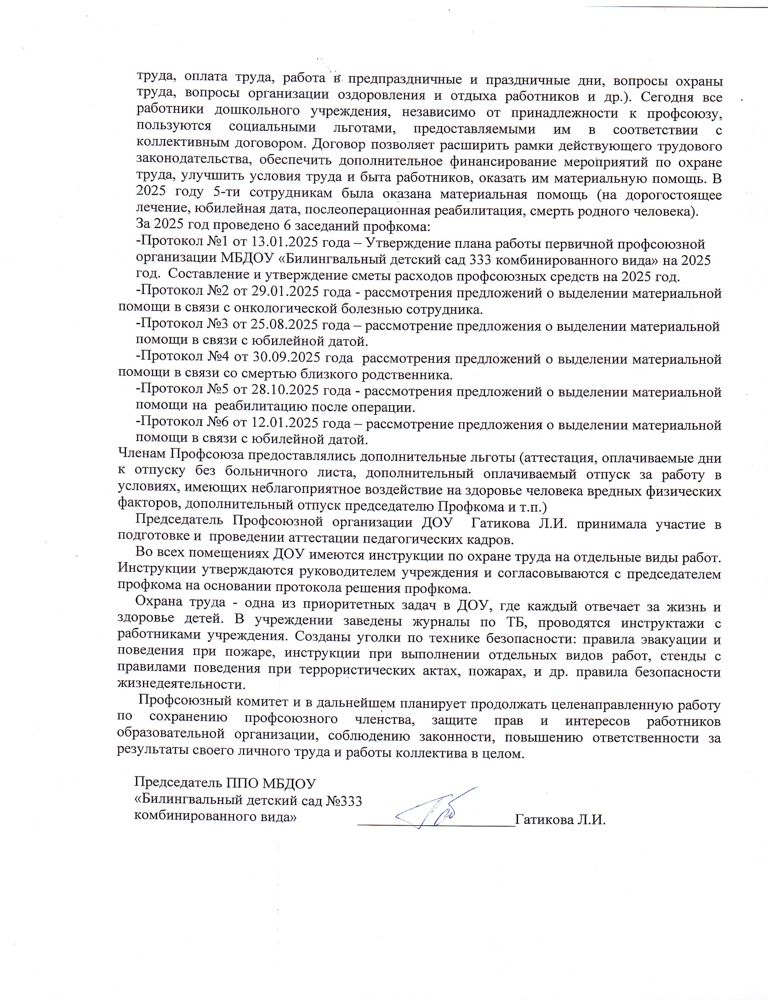 труда, оплата труда, работа в предпраздничные и праздничные дни, вопросы охраны
труда, вопросы организации оздоровления и отдыха работников и др.). Сегодня все
работники дошкольного учреждения, независимо от принадлежности к профсоюзу,
пользуются социальными льготами, предоставляемыми им в соответствии с
коллективным договором. Договор позволяет расширить рамки действующего трудового
законодательства, обеспечить дополнительное финансирование мероприятий по охране
труда, улучшить условия труда и быта работников, оказать им материальную помощь. В
2025 году 5-ти сотрудникам была оказана материальная помощь (на дорогостоящее
лечение, юбилейная дата, послеоперационная реабилитация, смерть родного человека).
За 2025 год проведено 6 заседаний профкома:
-Протокол №1 от 13.01.2025 года – Утверждение плана работы первичной профсоюзной
организации МБДОУ «Билингвальный детский сад 333 комбинированного вида» на 2025
год. Составление и утверждение сметы расходов профсоюзных средств на 2025 год.
-Протокол №2 от 29.01.2025 года - рассмотрения предложений о выделении материальной
помощи в связи с онкологической болезнью сотрудника.
-Протокол №3 от 25.08.2025 года – рассмотрение предложения о выделении материальной
помощи в связи с юбилейной датой.
-Протокол №4 от 30.09.2025 года рассмотрения предложений о выделении материальной
помощи в связи со смертью близкого родственника.
-Протокол №5 от 28.10.2025 года - рассмотрения предложений о выделении материальной
помощи на реабилитацию после операции.
-Протокол №6 от 12.01.2025 года – рассмотрение предложения о выделении материальной
помощи в связи с юбилейной датой.
Членам Профсоюза предоставлялись дополнительные льготы (аттестация, оплачиваемые дни
к отпуску без больничного листа, дополнительный оплачиваемый отпуск за работу в
условиях, имеющих неблагоприятное воздействие на здоровье человека вредных физических
факторов, дополнительный отпуск председателю Профкома и т.п.)
Председатель Профсоюзной организации ДОУ Гатикова Л.И. принимала участие в
подготовке и проведении аттестации педагогических кадров.
Во всех помещениях ДОУ имеются инструкции по охране труда на отдельные виды работ.
Инструкции утверждаются руководителем учреждения и согласовываются с председателем
профкома на основании протокола решения профкома.
Охрана труда - одна из приоритетных задач в ДОУ, где каждый отвечает за жизнь и
здоровье детей. В учреждении заведены журналы по ТБ, проводятся инструктажи с
работниками учреждения. Созданы уголки по технике безопасности: правила эвакуации и
поведения при пожаре, инструкции при выполнении отдельных видов работ, стенды с
правилами поведения при террористических актах, пожарах, и др. правила безопасности
жизнедеятельности.
Профсоюзный комитет и в дальнейшем планирует продолжать целенаправленную работу
по сохранению профсоюзного членства, защите прав и интересов работников
образовательной организации, соблюдению законности, повышению ответственности за
результаты своего личного труда и работы коллектива в целом.
Председатель ППО МБДОУ
«Билингвальный детский сад №333
комбинированного вида» ____________________Гатикова Л.И.